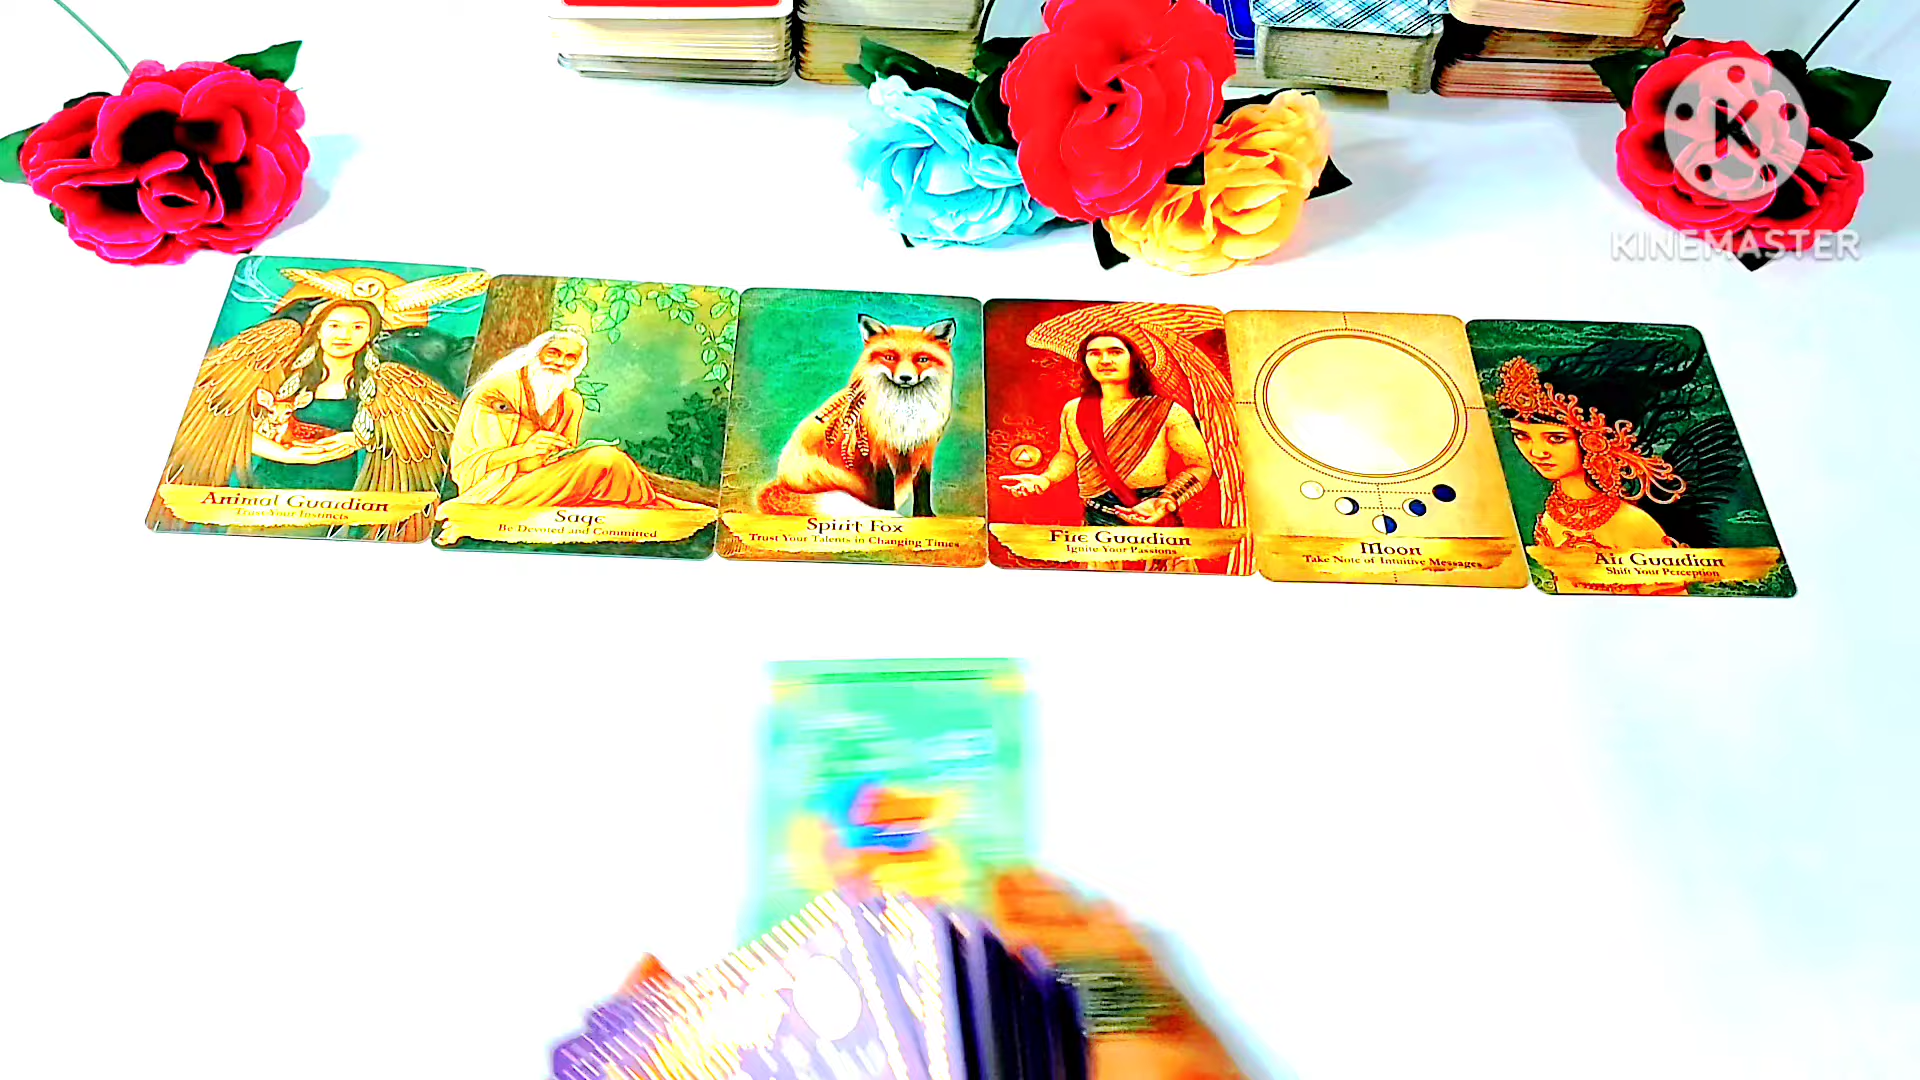 K
KINEMASTER
Animal Guardian
Trust Your Instincts
Sage
Be Devoted and Committed
Spirit Fox
Trust Your Talents in Changing Times
Fire Guardian
Ignite Your Passions
Moon
Take Note of Intuitive Messages
Air Guardian
Shift Your Perception